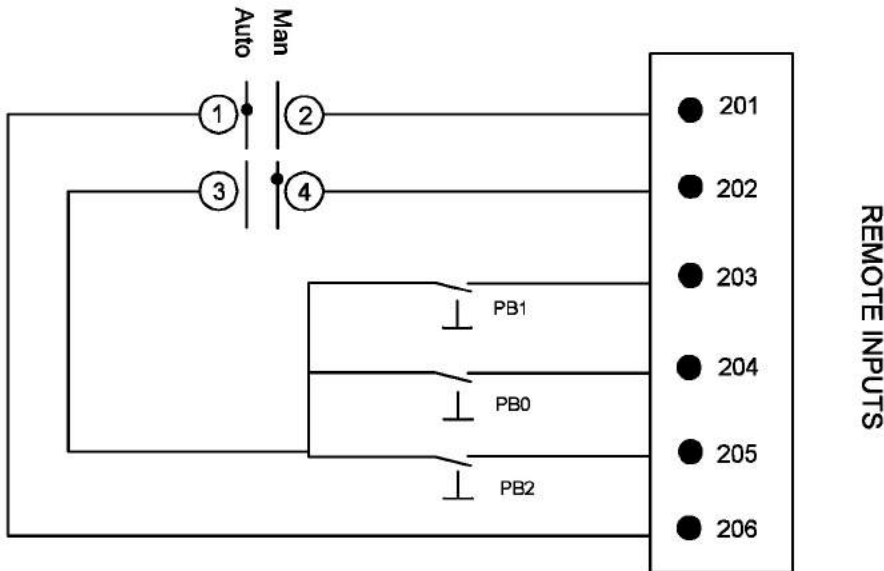 Auto
Man
1
2
201
3
4
202
203
PB1
204
PB0
205
PB2
206
REMOTE INPUTS